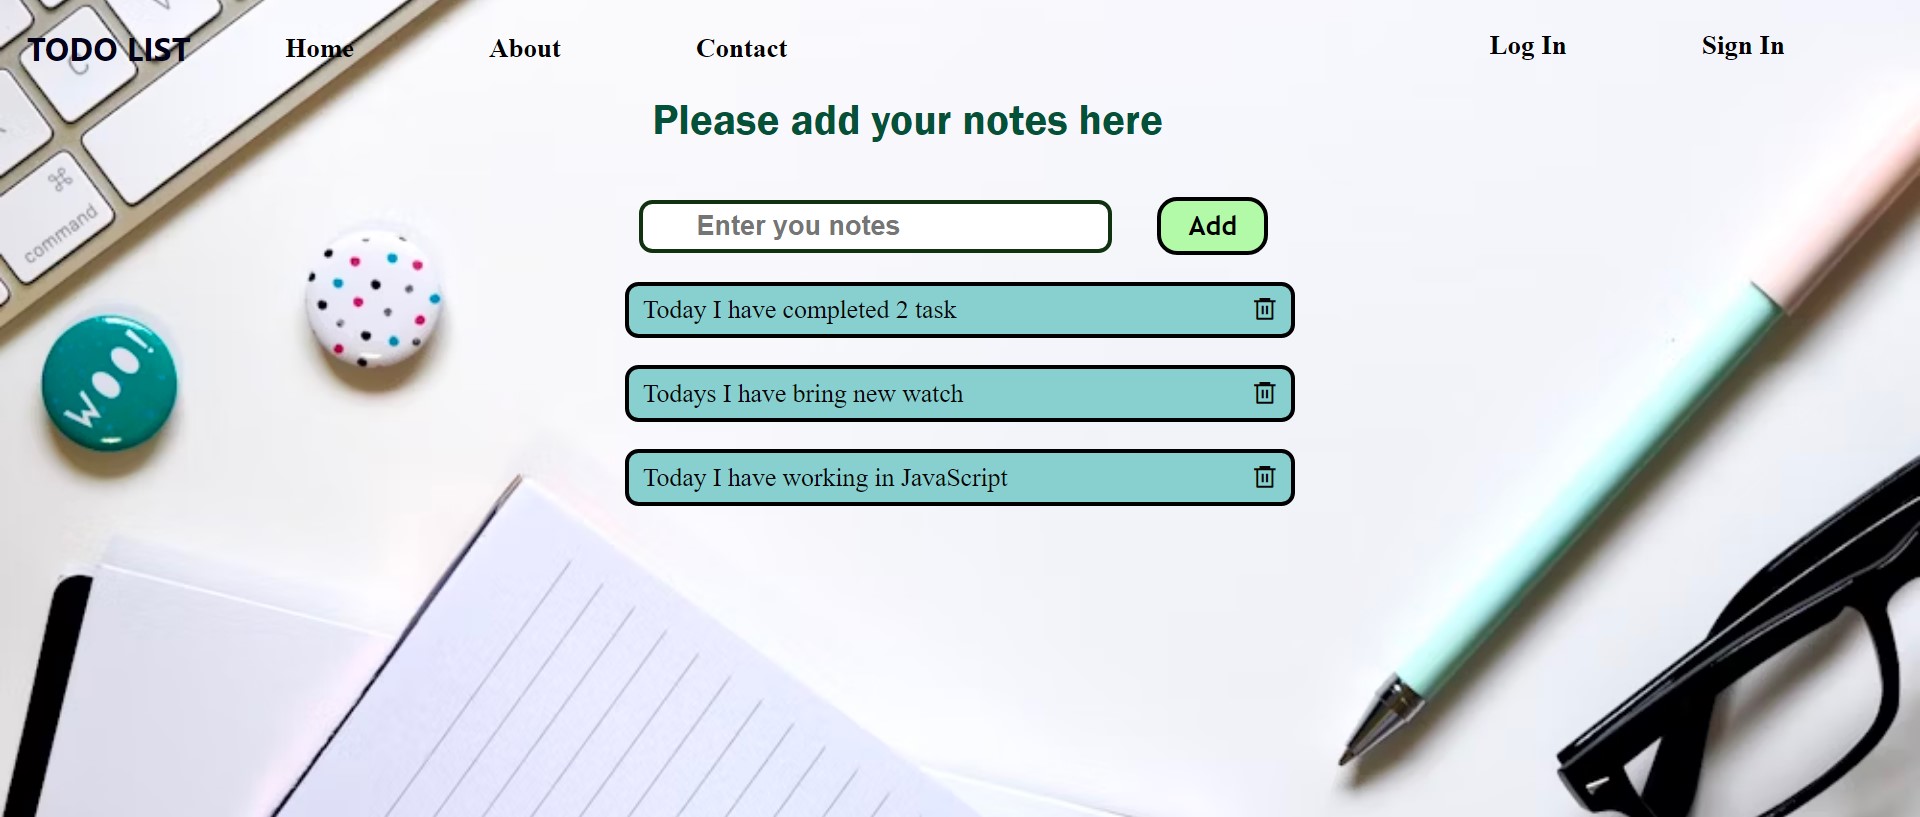 TODO LIST Home About Contact Log In Sign In
Please add your notes here
Enter you notes Add
Today I have completed 2 task
Todays I have bring new watch
Today I have working in JavaScript
C
V
⌘
command
WOO!